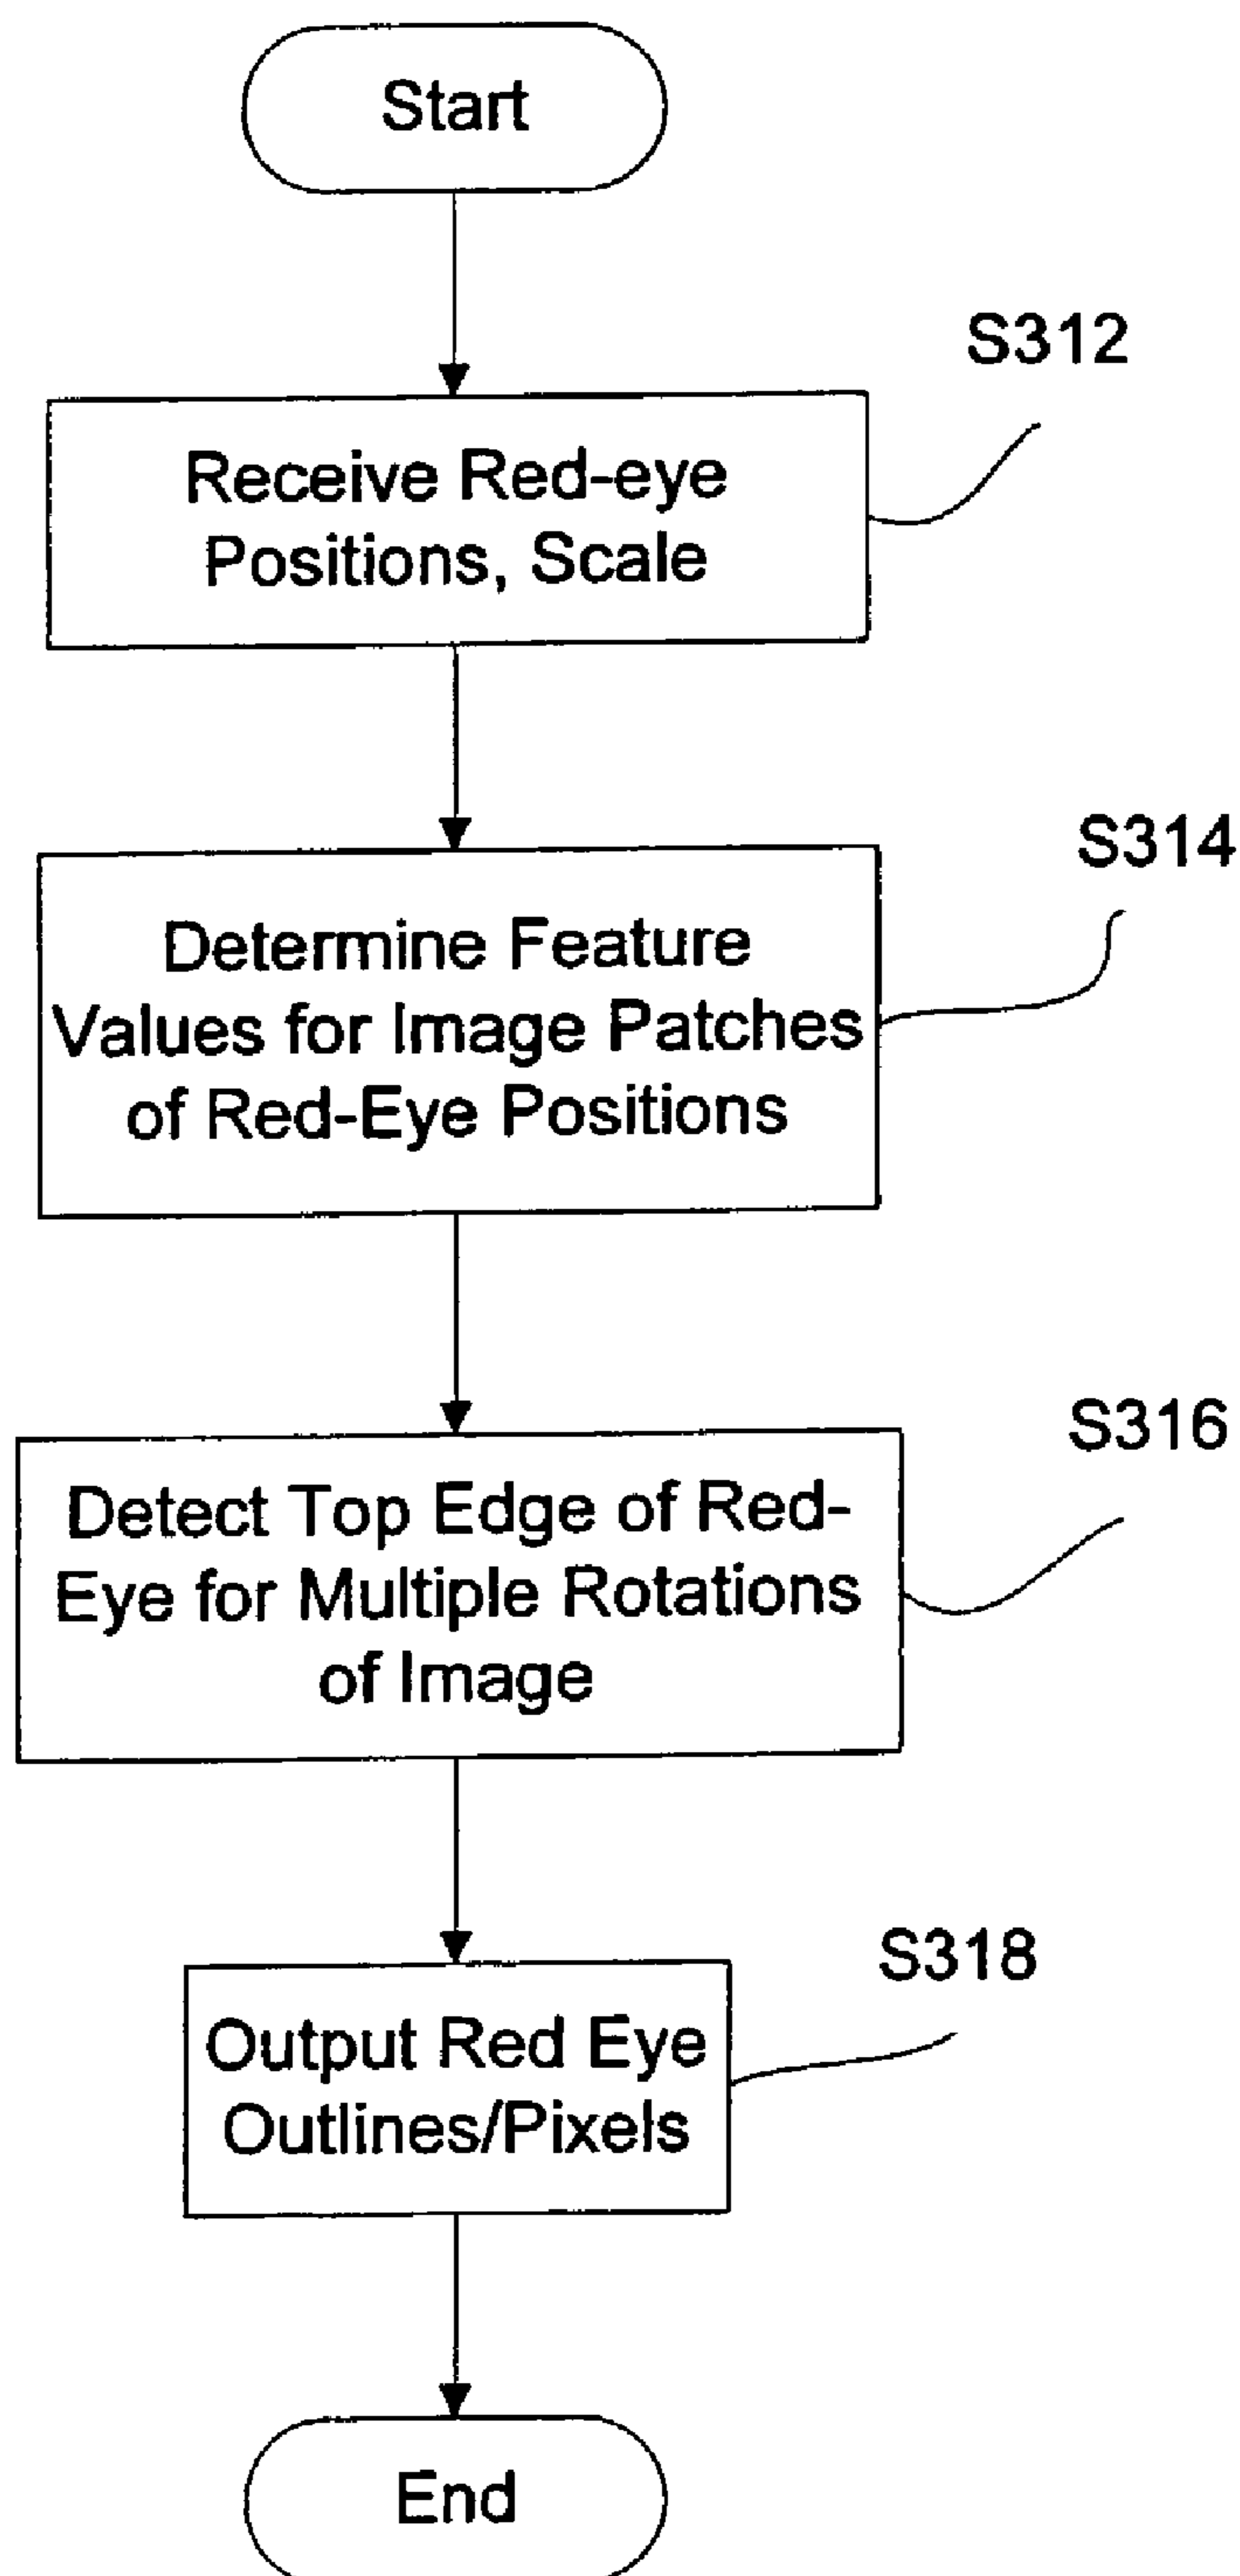 Start
S312
Receive Red-eye
Positions, Scale
S314
Determine Feature
Values for Image Patches
of Red-Eye Positions
S316
Detect Top Edge of Red-
Eye for Multiple Rotations
of Image
S318
Output Red Eye
Outlines/Pixels
End